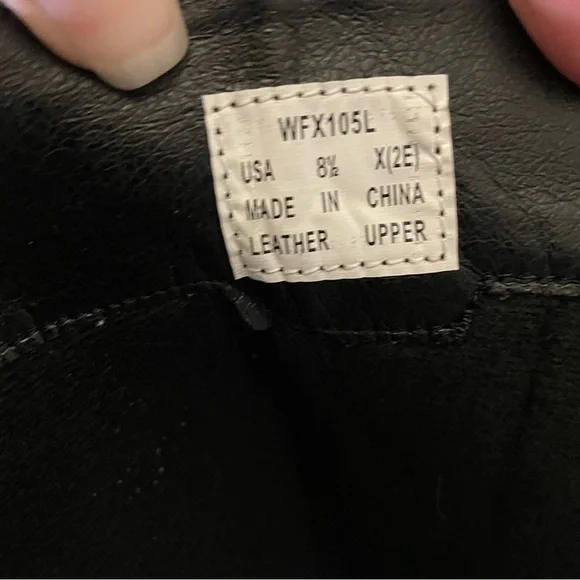 WFX105L
USA 8½ X(2E)
MADE IN CHINA
LEATHER UPPER